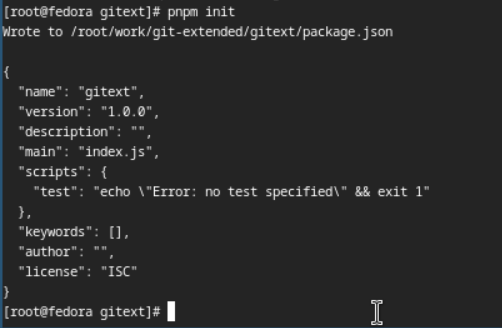 [root@fedora gitext]# pnpm init
Wrote to /root/work/git-extended/gitext/package.json

{
  "name": "gitext",
  "version": "1.0.0",
  "description": "",
  "main": "index.js",
  "scripts": {
    "test": "echo \"Error: no test specified\" && exit 1"
  },
  "keywords": [],
  "author": "",
  "license": "ISC"
}
[root@fedora gitext]#